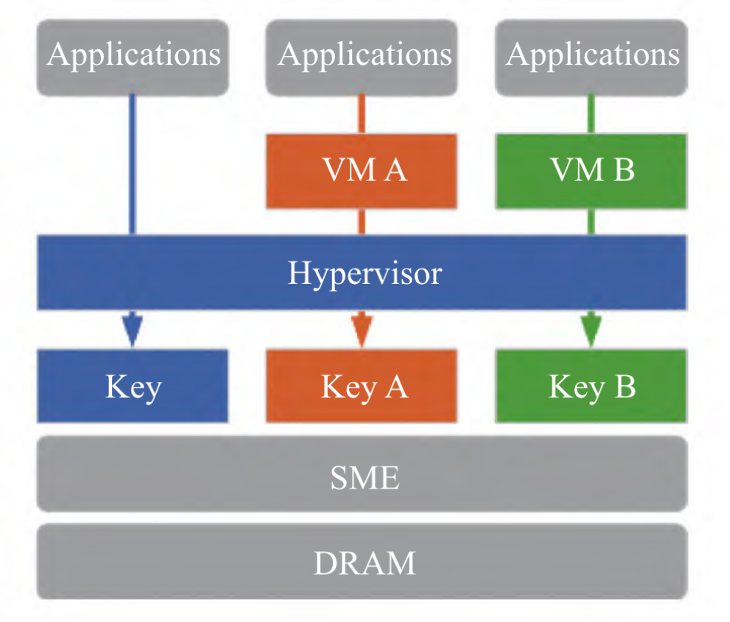 Applications
Applications
Applications
VM A
VM B
Hypervisor
Key
Key A
Key B
SME
DRAM